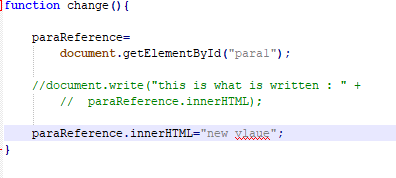 function change(){
paraReference=
document.getElementById("para1");
//document.write("this is what is written : " +
// paraReference.innerHTML);
paraReference.innerHTML="new vlaue";
}